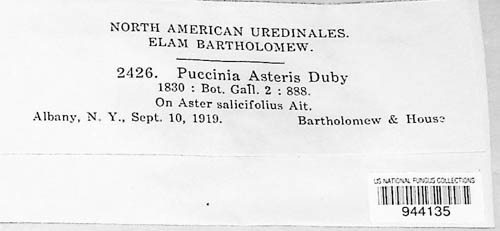 NORTH AMERICAN UREDINALES.
ELAM BARTHOLOMEW.
2426. Puccinia Asteris Duby
1830 : Bot. Gall. 2 : 888.
On Aster salicifolius Ait.
Albany, N. Y., Sept. 10, 1919. Bartholomew & House
US NATIONAL FUNGUS COLLECTIONS
944135